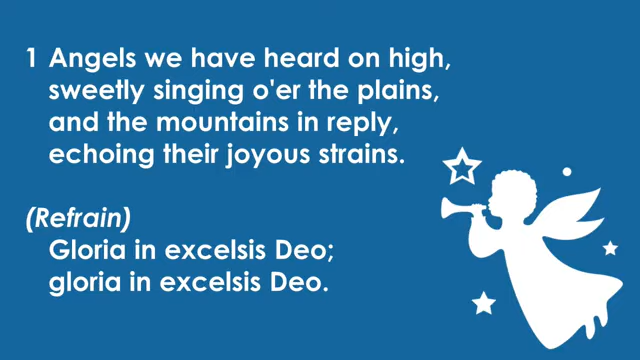 1 Angels we have heard on high,
sweetly singing o'er the plains,
and the mountains in reply,
echoing their joyous strains.
(Refrain)
Gloria in excelsis Deo;
gloria in excelsis Deo.